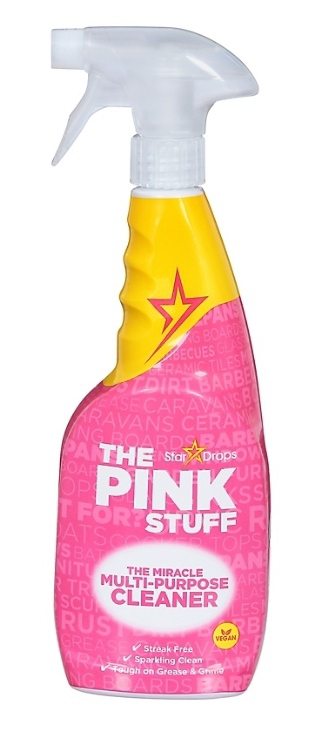 THE
Star Drops
PINK
STUFF
THE MIRACLE
MULTI-PURPOSE
CLEANER
VEGAN
✓ Streak Free
✓ Sparkling Clean
✓ Tough on Grease & Grime